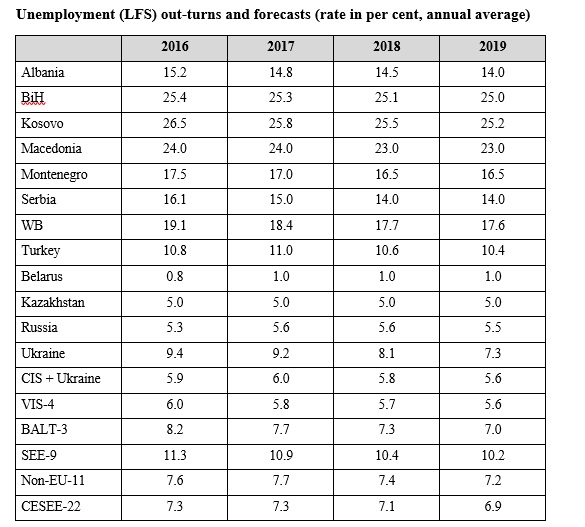 Unemployment (LFS) out-turns and forecasts (rate in per cent, annual average)
2016 2017 2018 2019
Albania 15.2 14.8 14.5 14.0
BiH 25.4 25.3 25.1 25.0
Kosovo 26.5 25.8 25.5 25.2
Macedonia 24.0 24.0 23.0 23.0
Montenegro 17.5 17.0 16.5 16.5
Serbia 16.1 15.0 14.0 14.0
WB 19.1 18.4 17.7 17.6
Turkey 10.8 11.0 10.6 10.4
Belarus 0.8 1.0 1.0 1.0
Kazakhstan 5.0 5.0 5.0 5.0
Russia 5.3 5.6 5.6 5.5
Ukraine 9.4 9.2 8.1 7.3
CIS + Ukraine 5.9 6.0 5.8 5.6
VIS-4 6.0 5.8 5.7 5.6
BALT-3 8.2 7.7 7.3 7.0
SEE-9 11.3 10.9 10.4 10.2
Non-EU-11 7.6 7.7 7.4 7.2
CESEE-22 7.3 7.3 7.1 6.9